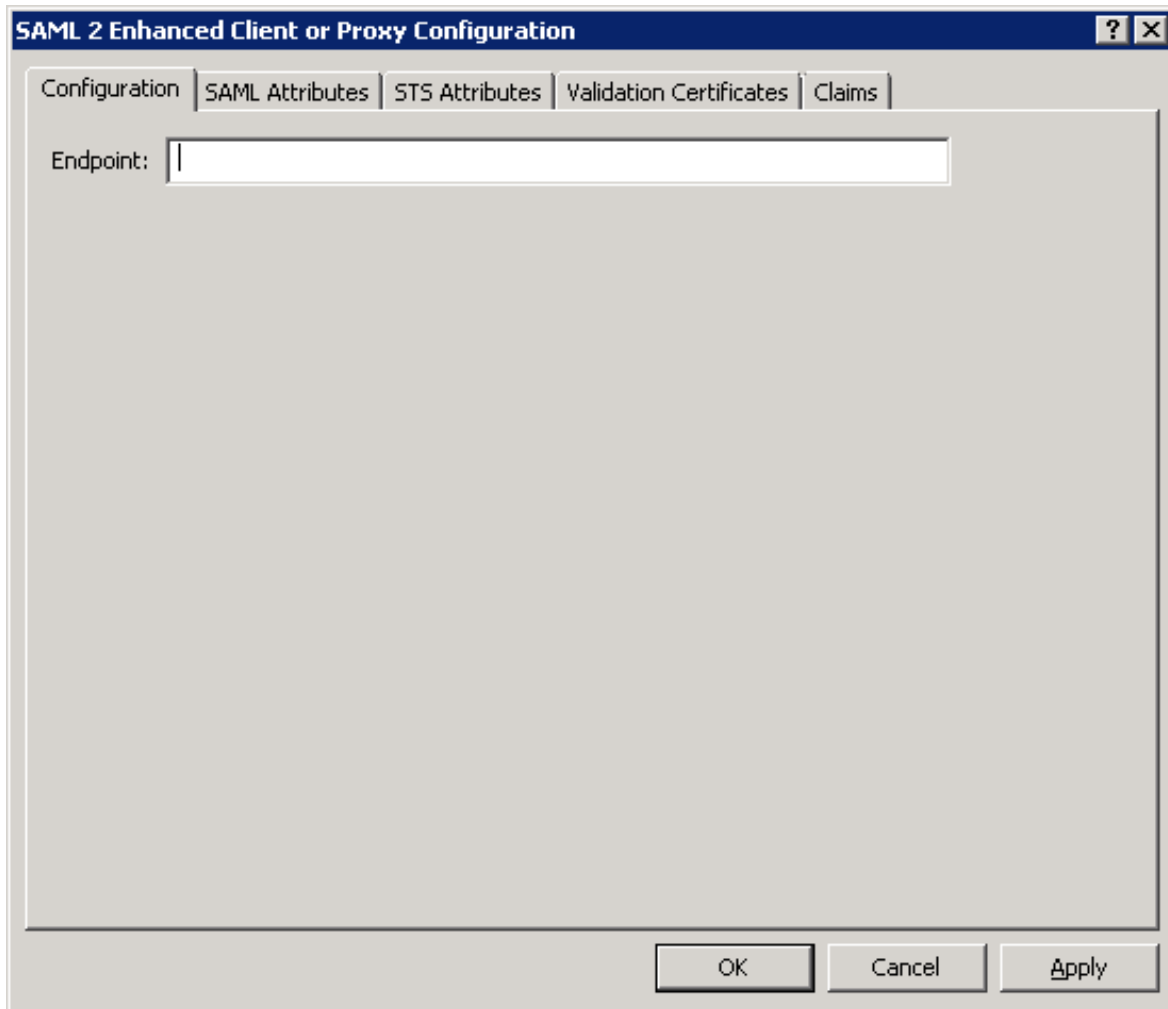 SAML 2 Enhanced Client or Proxy Configuration
Configuration SAML Attributes STS Attributes Validation Certificates Claims
Endpoint:
OK Cancel Apply